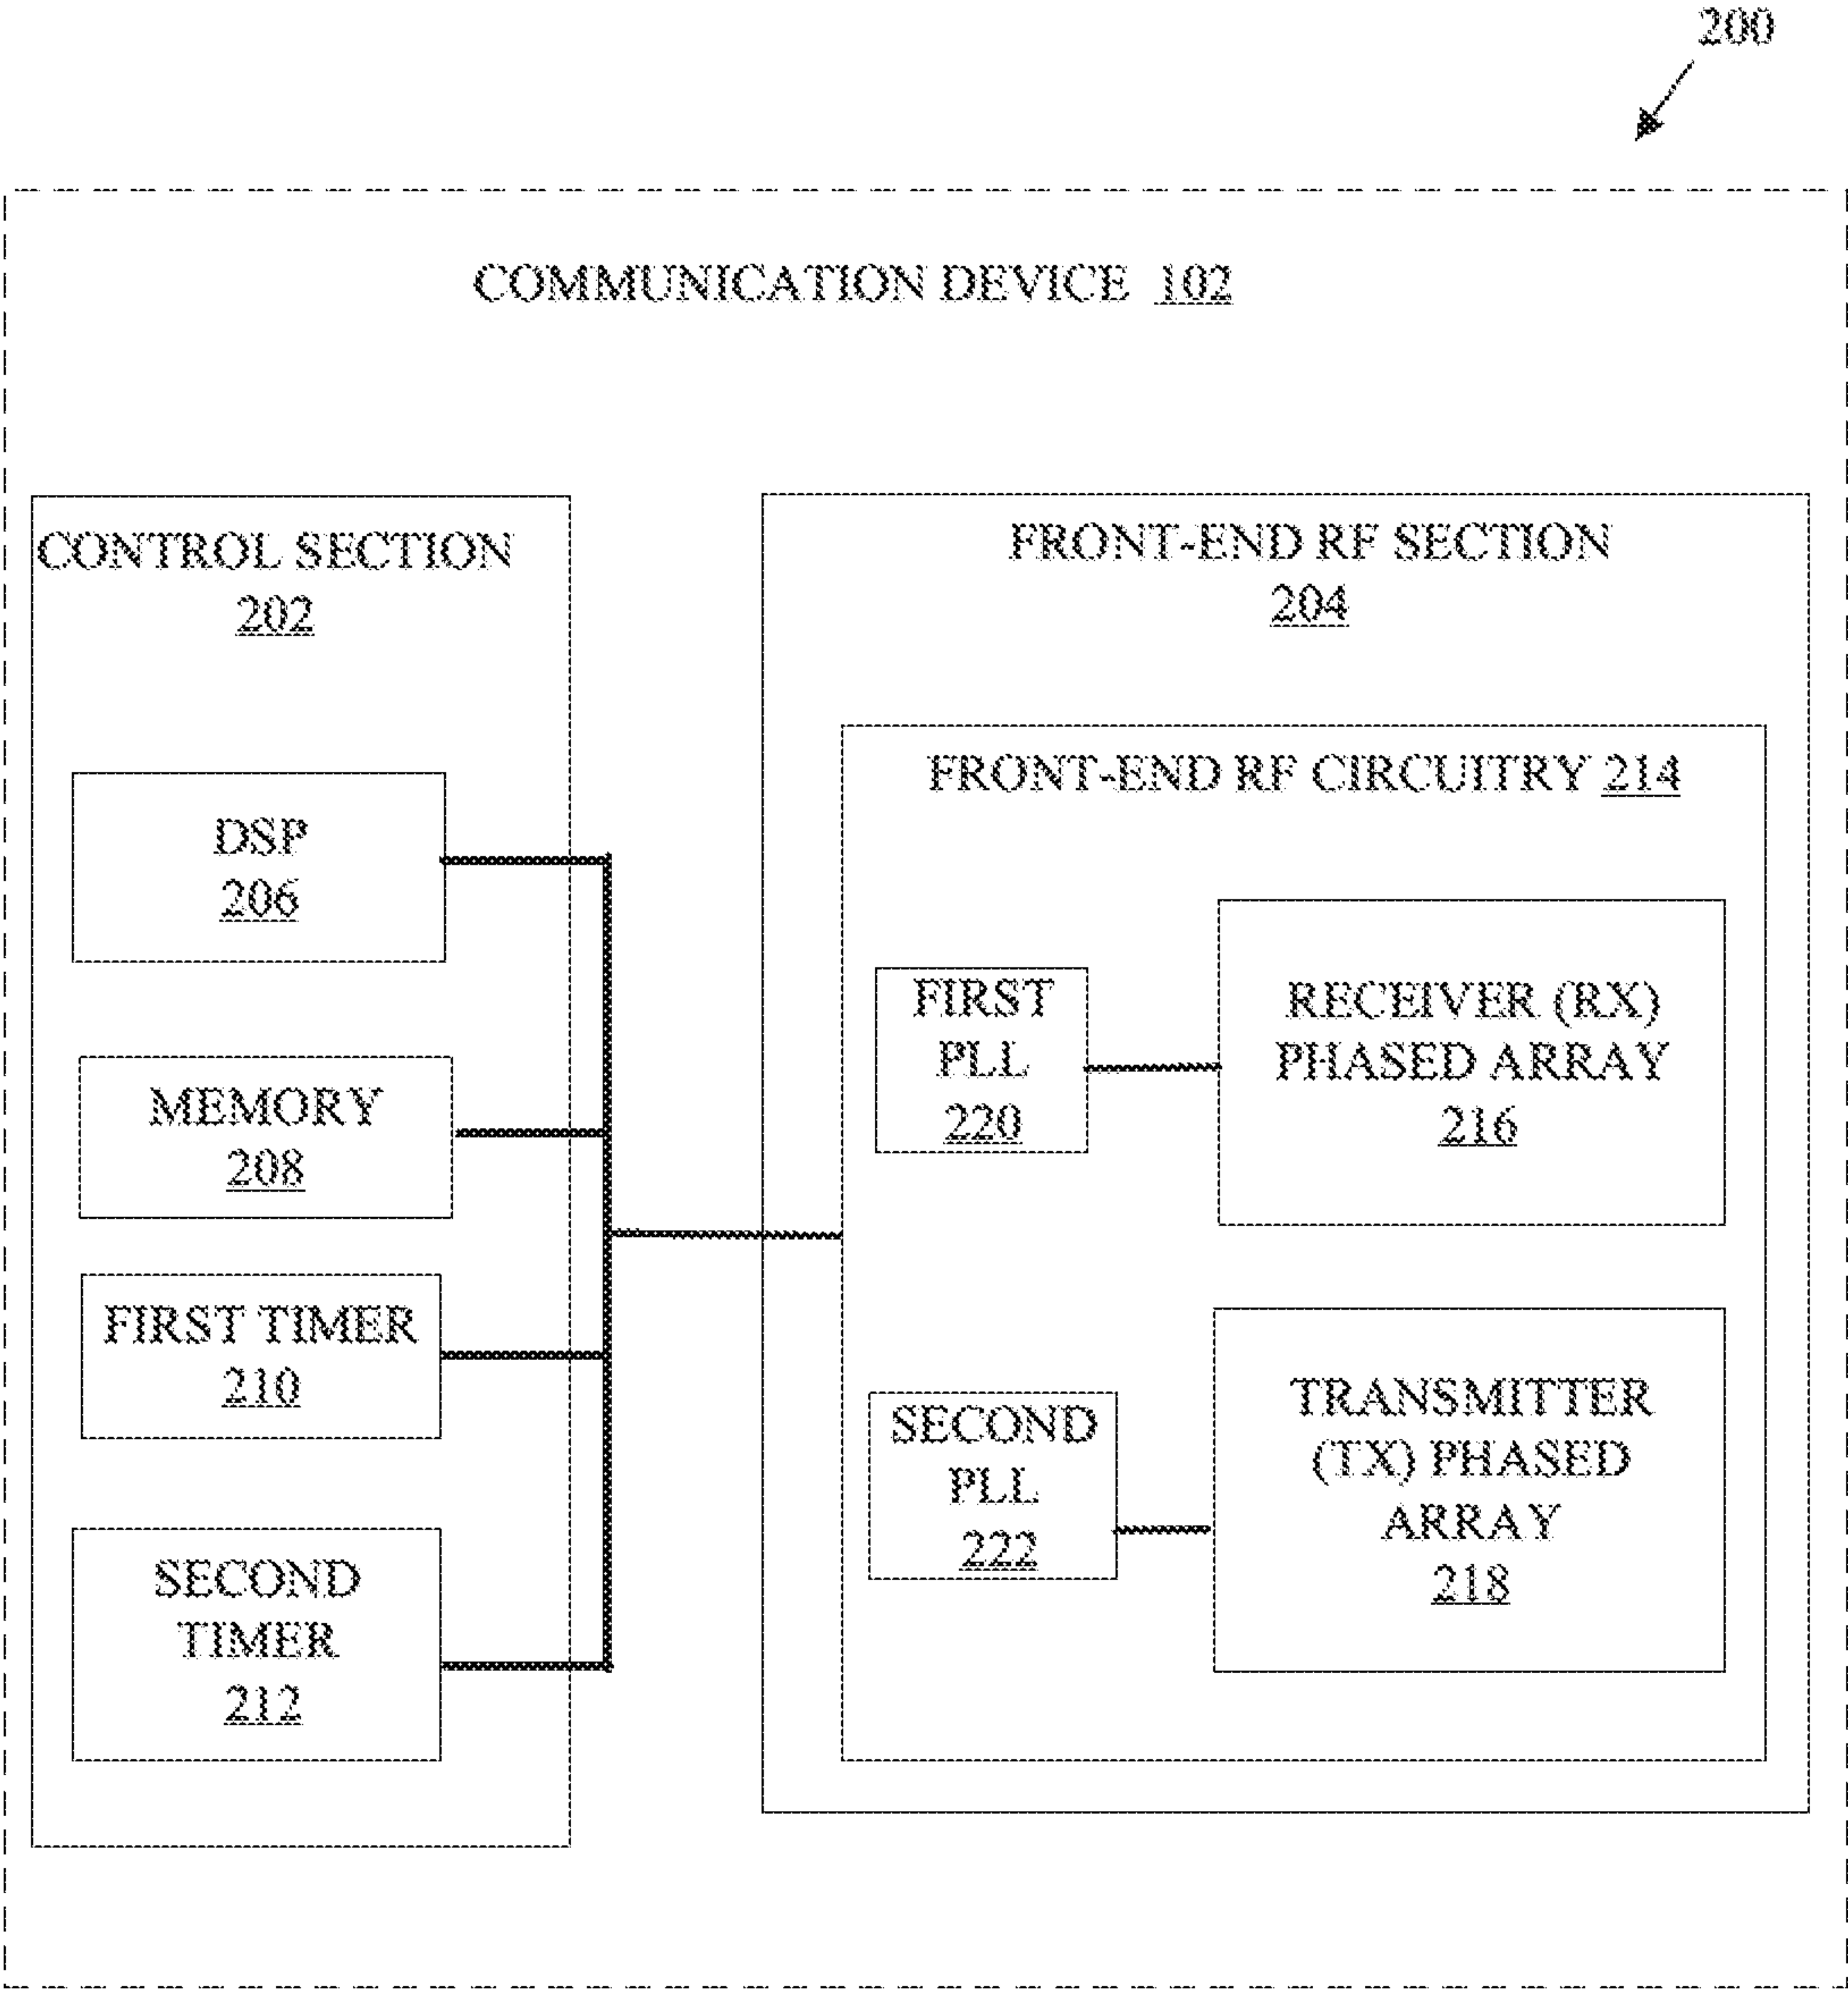 200
COMMUNICATION DEVICE 102
CONTROL SECTION
202
DSP
206
MEMORY
208
FIRST TIMER
210
SECOND
TIMER
212
FRONT-END RF SECTION
204
FRONT-END RF CIRCUITRY 214
FIRST
PLL
220
RECEIVER (RX)
PHASED ARRAY
216
SECOND
PLL
222
TRANSMITTER
(TX) PHASED
ARRAY
218